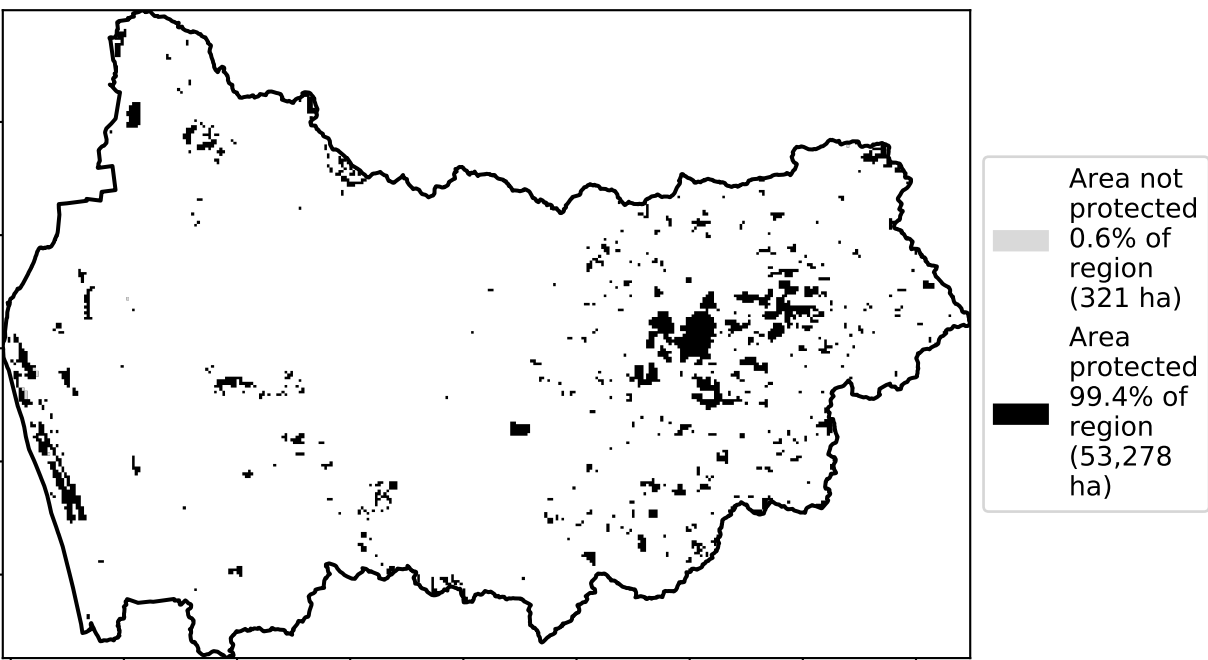 Area not
protected
0.6% of
region
(321 ha)
Area
protected
99.4% of
region
(53,278
ha)